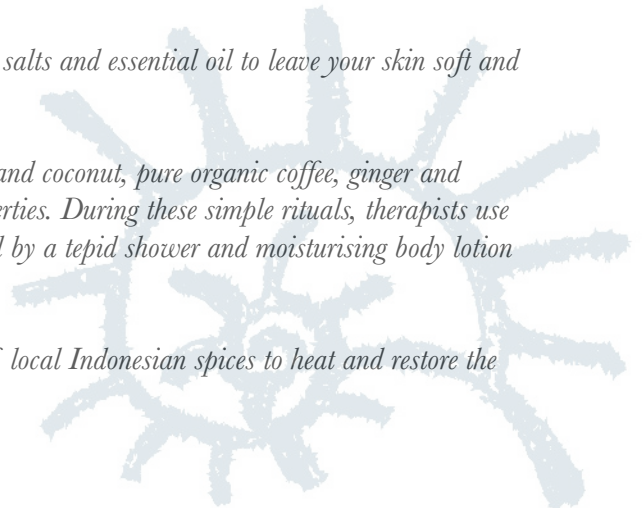 salts and essential oil to leave your skin soft and
and coconut, pure organic coffee, ginger and
erties. During these simple rituals, therapists use
by a tepid shower and moisturising body lotion
local Indonesian spices to heat and restore the